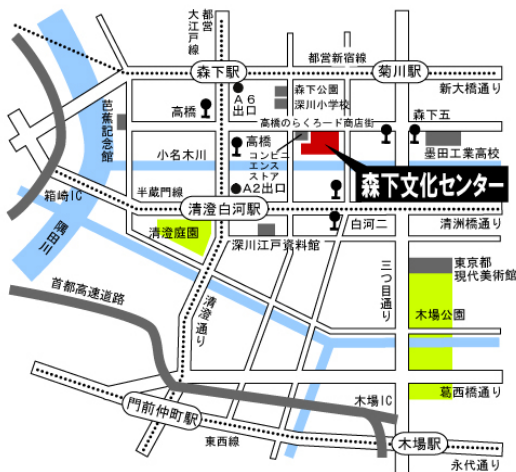 都営
大江戸線
都営新宿線
森下駅
菊川駅
新大橋通り
A6
出口
森下公園
深川小学校
高橋
芭蕉記念館
高橋のらくろード商店街
森下五
高橋
コンビニ
エンス
ストア
墨田工業高校
小名木川
A2出口
森下文化センター
箱崎IC
半蔵門線
清澄白河駅
白河二
清洲橋通り
隅田川
清澄庭園
深川江戸資料館
三つ目通り
東京都
現代美術館
首都高速道路
清澄通り
木場公園
葛西橋通り
木場IC
門前仲町駅
東西線
木場駅
永代通り